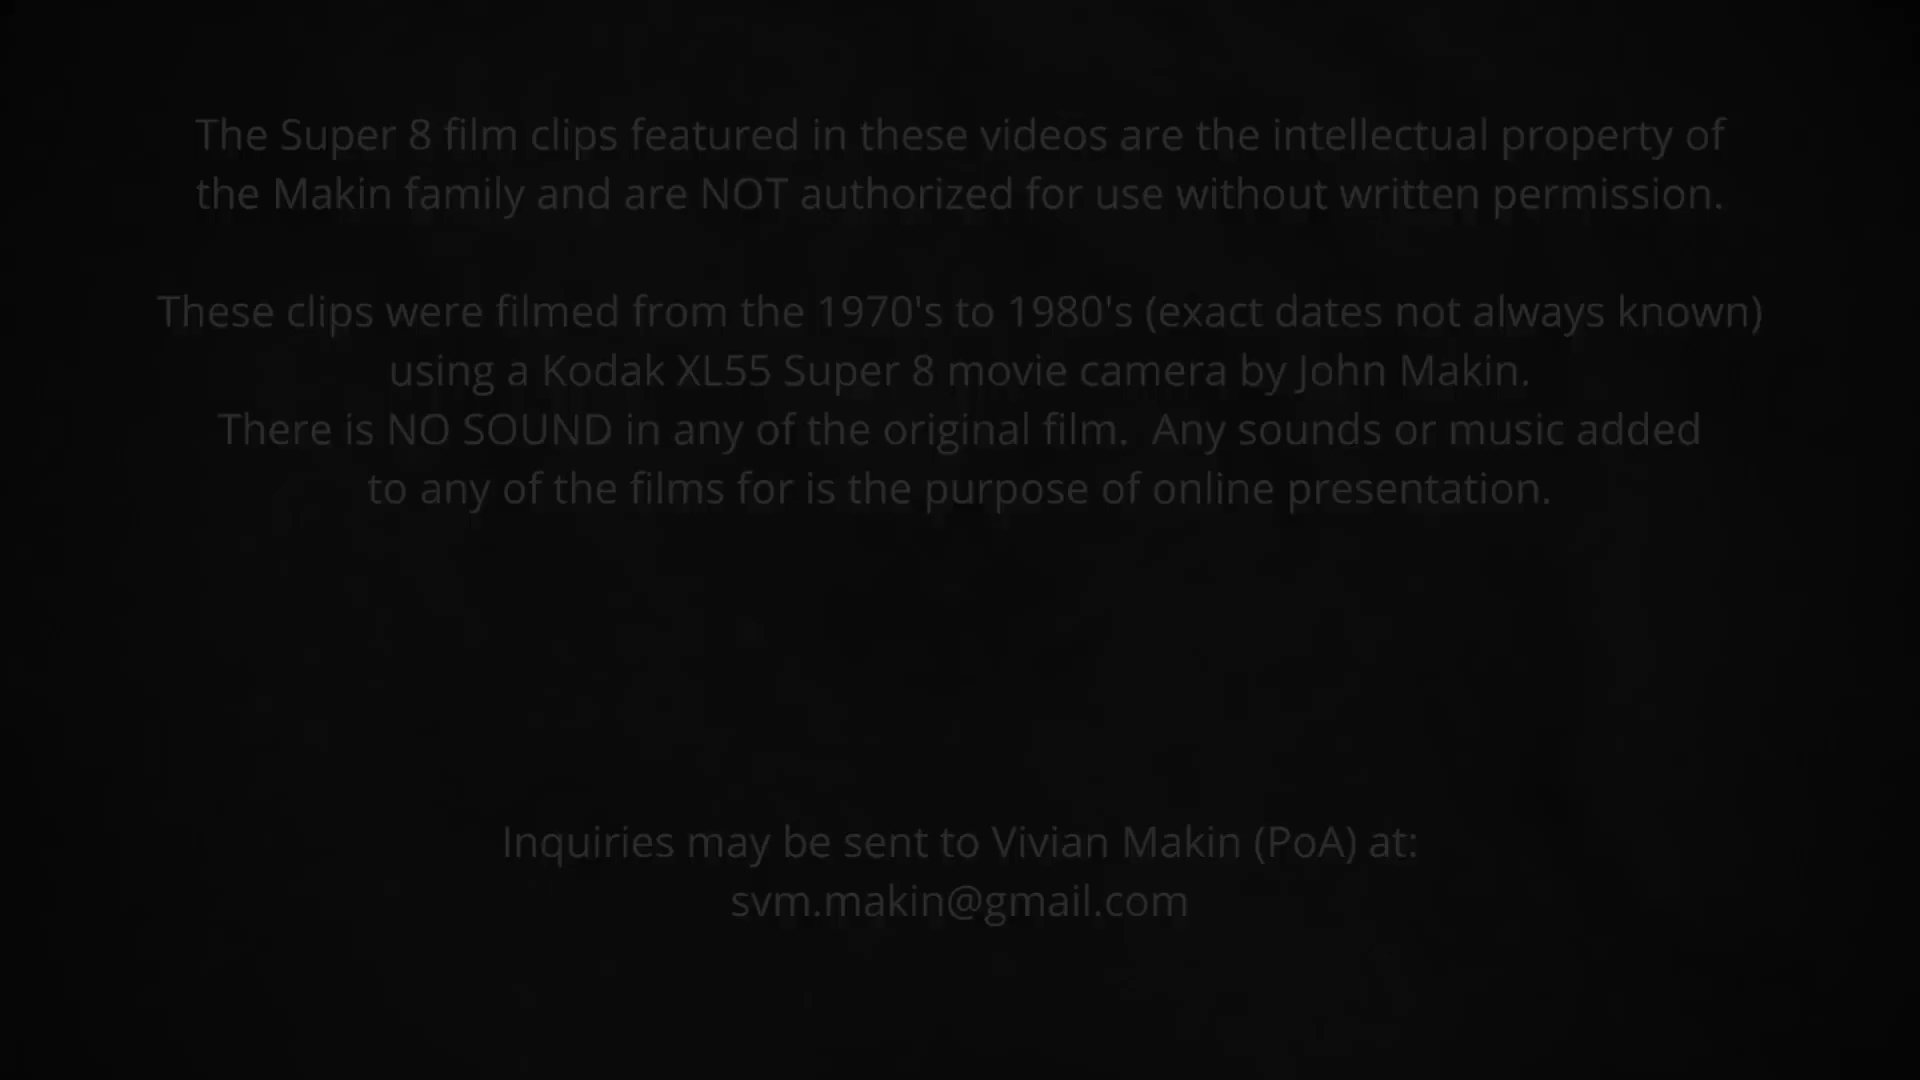 The Super 8 film clips featured in these videos are the intellectual property of
the Makin family and are NOT authorized for use without written permission.
These clips were filmed from the 1970's to 1980's (exact dates not always known)
using a Kodak XL55 Super 8 movie camera by John Makin.
There is NO SOUND in any of the original film.  Any sounds or music added
to any of the films for is the purpose of online presentation.
Inquiries may be sent to Vivian Makin (PoA) at:
svm.makin@gmail.com